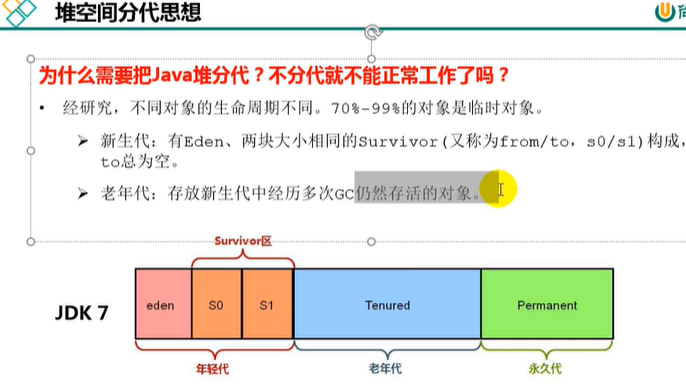 堆空间分代思想
为什么需要把Java堆分代？不分代就不能正常工作了吗？
• 经研究，不同对象的生命周期不同。70%-99%的对象是临时对象。
➢ 新生代：有Eden、两块大小相同的Survivor(又称为from/to，s0/s1)构成，
to总为空。
➢ 老年代：存放新生代中经历多次GC仍然存活的对象。
Survivor区
JDK 7
eden
S0
S1
Tenured
Permanent
年轻代
老年代
永久代